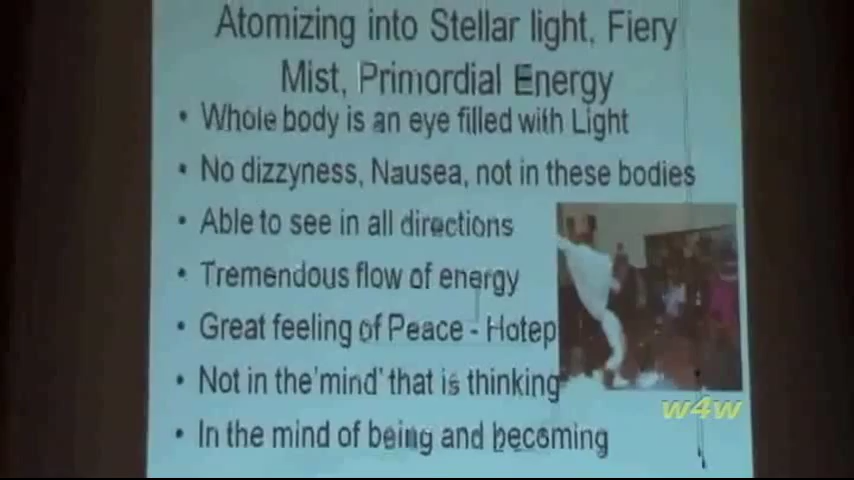 Atomizing into Stellar light, Fiery
Mist, Primordial Energy
• Whole body is an eye filled with Light
• No dizzyness, Nausea, not in these bodies
• Able to see in all directions
• Tremendous flow of energy
• Great feeling of Peace - Hotep
• Not in the 'mind' that is thinking
• In the mind of being and becoming
w4w